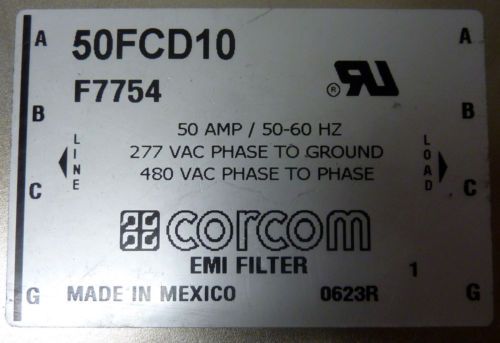 A 50FCD10 A
F7754
® RU
B B
50 AMP / 50-60 HZ
277 VAC PHASE TO GROUND
480 VAC PHASE TO PHASE
LINE LOAD
C C
corcom
EMI FILTER
1
G MADE IN MEXICO 0623R G